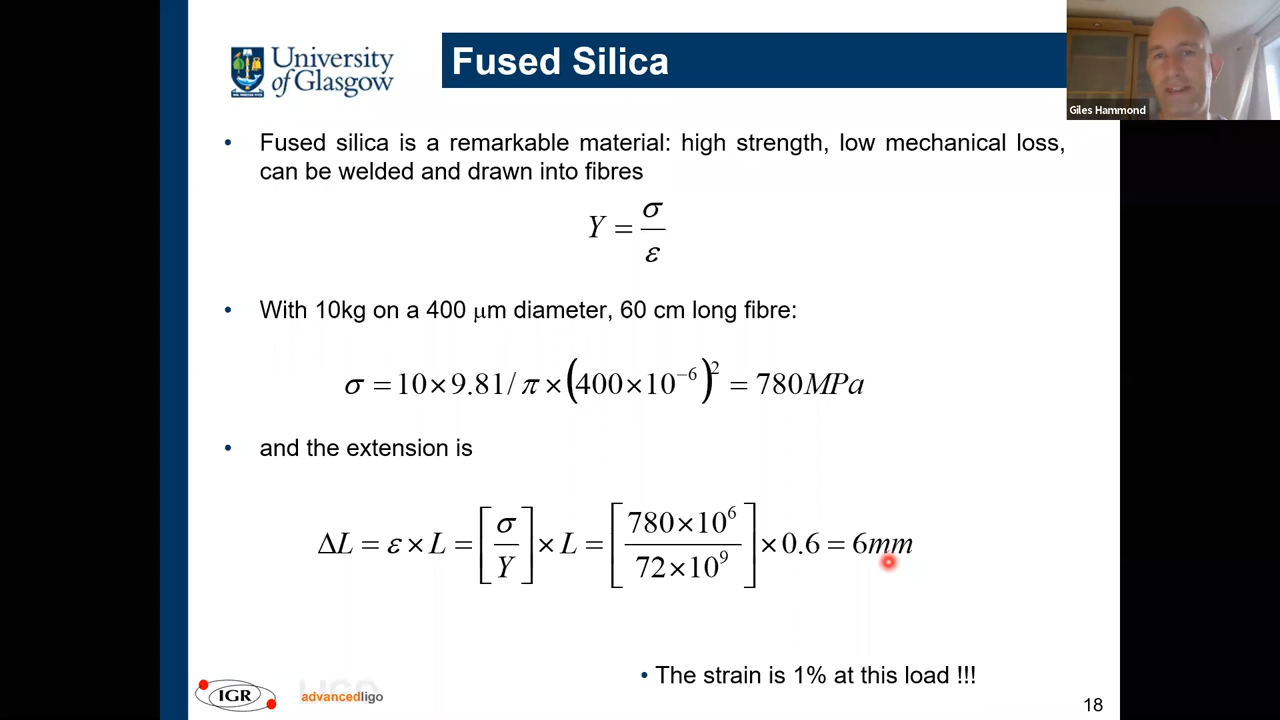 University
of Glasgow
Fused Silica
Giles Hammond
• Fused silica is a remarkable material: high strength, low mechanical loss,
can be welded and drawn into fibres
Y = σ / ε
• With 10kg on a 400 μm diameter, 60 cm long fibre:
σ = 10×9.81/π×(400×10⁻⁶)² = 780MPa
• and the extension is
ΔL = ε×L = [σ/Y]×L = [780×10⁶/72×10⁹]×0.6 = 6mm
• The strain is 1% at this load !!!
IGR
LIGO
advancedligo
18